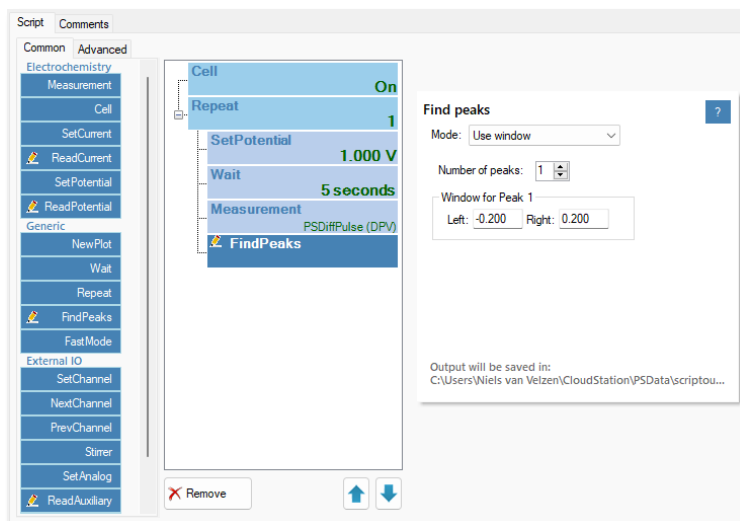 Script Comments
Common Advanced
Electrochemistry
Measurement
Cell
SetCurrent
ReadCurrent
SetPotential
ReadPotential
Generic
NewPlot
Wait
Repeat
FindPeaks
FastMode
External IO
SetChannel
NextChannel
PrevChannel
Stirrer
SetAnalog
ReadAuxiliary
Cell
On
Repeat
1
SetPotential
1.000 V
Wait
5 seconds
Measurement
PSDiffPulse (DPV)
FindPeaks
Remove
Find peaks
?
Mode: Use window
Number of peaks: 1
Window for Peak 1
Left: -0.200 Right: 0.200
Output will be saved in:
C:\Users\Niels van Velzen\CloudStation\PSData\scriptou...